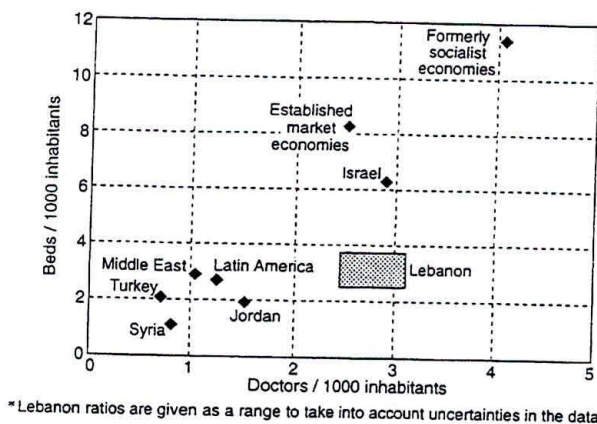 12
10
8
6
4
2
0
Beds / 1000 inhabitants
Formerly
socialist
economies
Established
market
economies
Israel
Middle East
Latin America
Lebanon
Turkey
Syria
Jordan
0
1
2
3
4
5
Doctors / 1000 inhabitants
*Lebanon ratios are given as a range to take into account uncertainties in the data